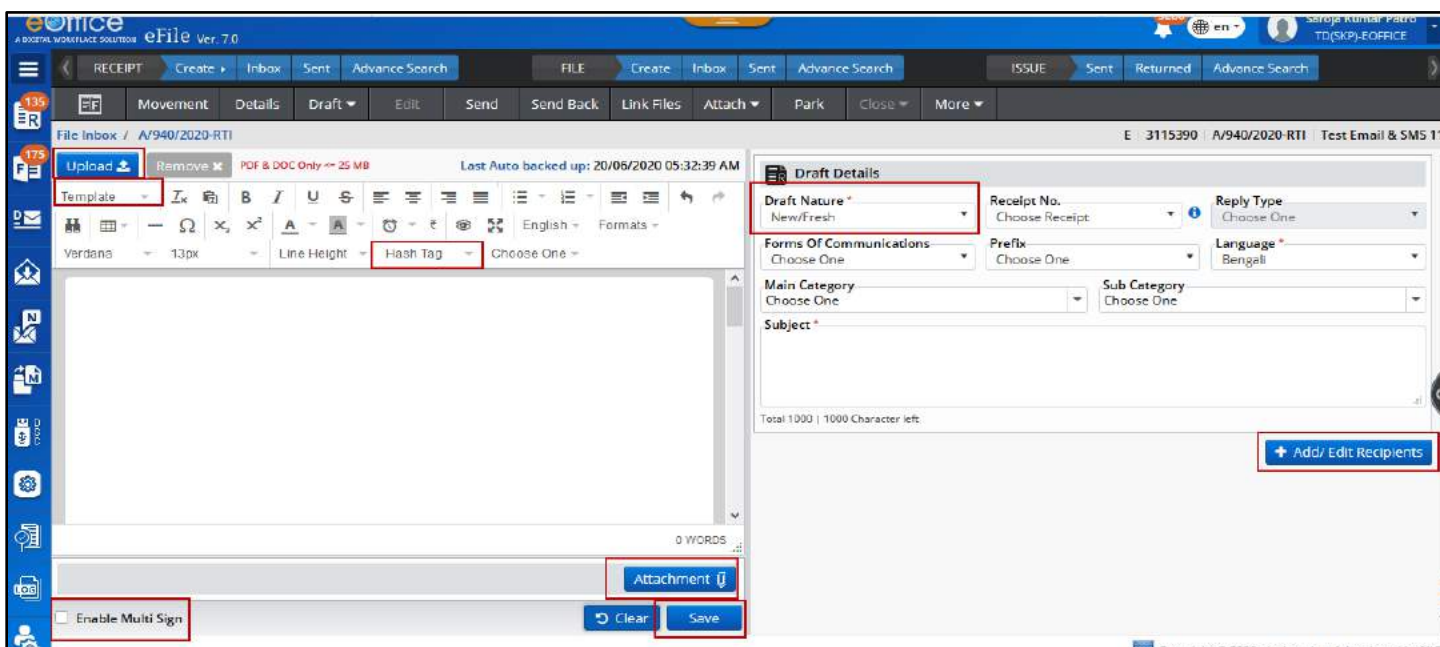 eOffice
A DIGITAL WORKPLACE SOLUTION eFile Ver. 7.0
en
Saroja Kumar Patro
TD(SKP)-EOFFICE
RECEIPT Create Inbox Sent Advance Search FILE Create Inbox Sent Advance Search ISSUE Sent Returned Advance Search
135
Movement Details Draft Edit Send Send Back Link Files Attach Park Close More
File Inbox / A/940/2020-RTI E 3115390 A/940/2020-RTI Test Email & SMS 11
175
Upload Remove PDF & DOC Only <= 25 MB Last Auto backed up: 20/06/2020 05:32:39 AM
Draft Details
Template
B I U S
Draft Nature *
New/Fresh
Receipt No.
Choose Receipt
Reply Type
Choose One
English Formats
Verdana 13px Line Height Hash Tag Choose One
Forms Of Communications
Choose One
Prefix
Choose One
Language *
Bengali
Main Category
Choose One
Sub Category
Choose One
Subject *
Total 1000 | 1000 Character left
+ Add/ Edit Recipients
0 WORDS
Attachment
Enable Multi Sign
Clear Save
LOG